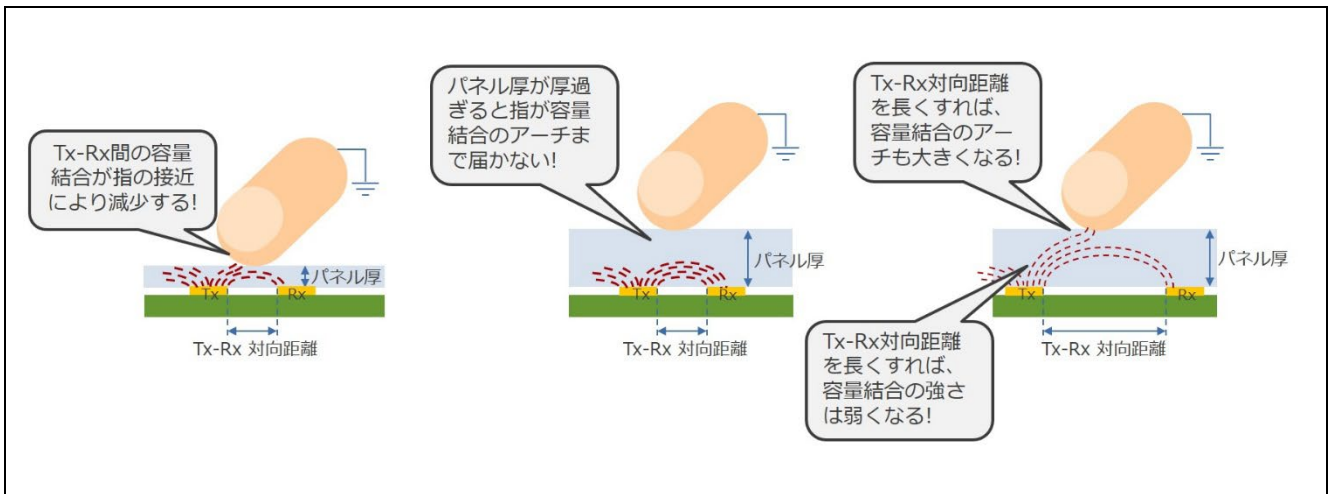 Tx-Rx間の容量
結合が指の接近
により減少する!
パネル厚
Tx
Rx
Tx-Rx 対向距離
パネル厚が厚過
ぎると指が容量
結合のアーチま
で届かない!
パネル厚
Tx
Rx
Tx-Rx 対向距離
Tx-Rx対向距離
を長くすれば、
容量結合のアー
チも大きくなる!
パネル厚
Tx
Rx
Tx-Rx 対向距離
Tx-Rx対向距離
を長くすれば、
容量結合の強さ
は弱くなる!